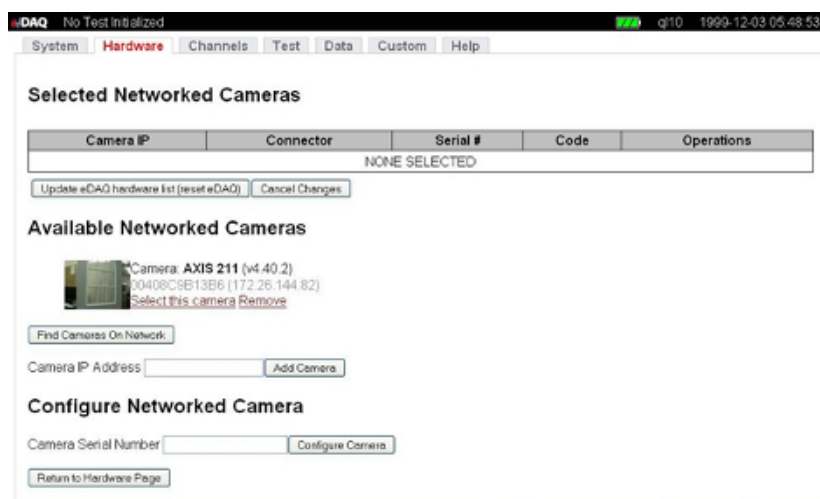 eDAQ No Test Initialized ql10 1999-12-03 05:48:53
System Hardware Channels Test Data Custom Help
Selected Networked Cameras
Camera IP Connector Serial # Code Operations
NONE SELECTED
Update eDAQ hardware list (reset eDAQ) Cancel Changes
Available Networked Cameras
Camera: AXIS 211 (v4.40.2)
00408C9B13B6 (172.26.144.82)
Select this camera Remove
Find Cameras On Network
Camera IP Address Add Camera
Configure Networked Camera
Camera Serial Number Configure Camera
Return to Hardware Page